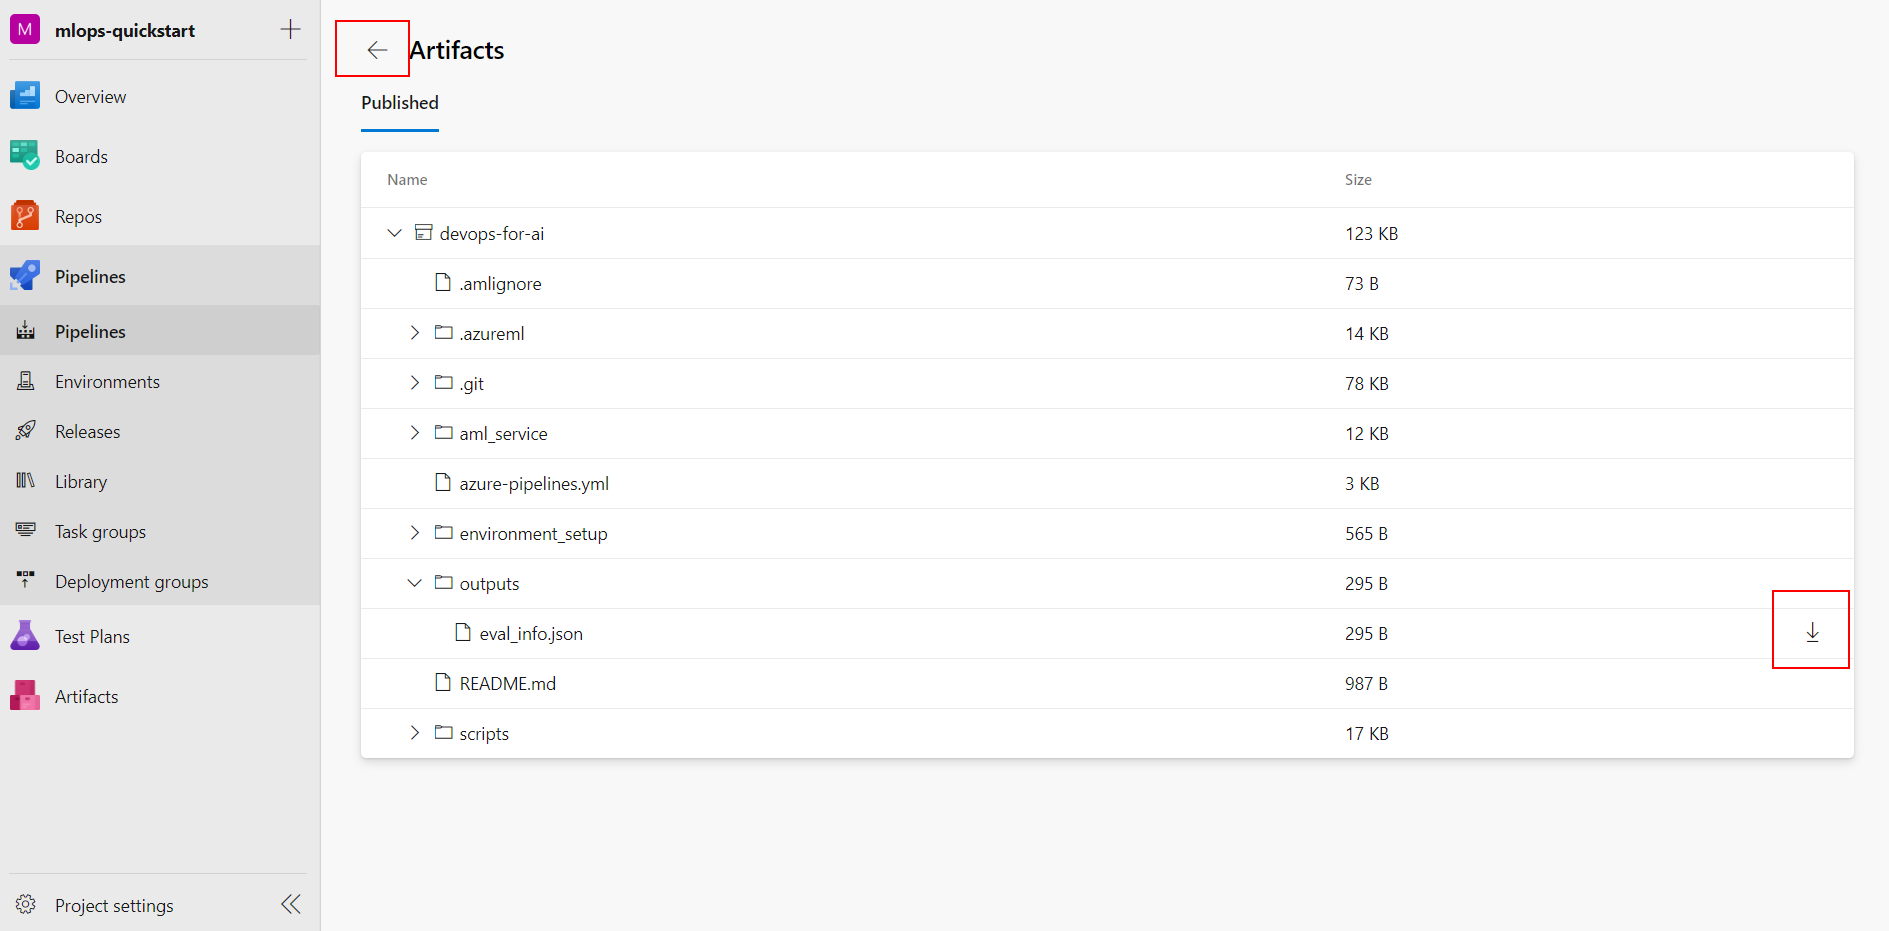 M mlops-quickstart
Overview
Boards
Repos
Pipelines
Pipelines
Environments
Releases
Library
Task groups
Deployment groups
Test Plans
Artifacts
Project settings
Artifacts
Published
Name Size
devops-for-ai 123 KB
.amlignore 73 B
.azureml 14 KB
.git 78 KB
aml_service 12 KB
azure-pipelines.yml 3 KB
environment_setup 565 B
outputs 295 B
eval_info.json 295 B
README.md 987 B
scripts 17 KB